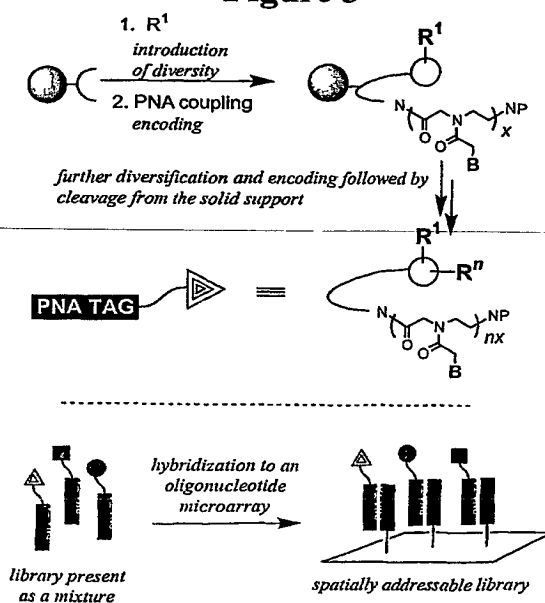 1. R¹
introduction
of diversity
2. PNA coupling
encoding
R¹
N
O
N
NP
x
O
B
further diversification and encoding followed by
cleavage from the solid support
R¹
Rⁿ
PNA TAG
N
O
N
NP
nx
O
B
hybridization to an
oligonucleotide
microarray
library present
as a mixture
spatially addressable library